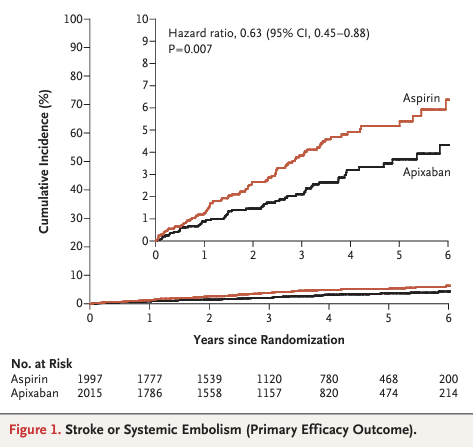 Cumulative Incidence (%)
100
90
80
70
60
50
40
30
20
10
0
10
9
8
7
6
5
4
3
2
1
0
Hazard ratio, 0.63 (95% CI, 0.45–0.88)
P=0.007
Aspirin
Apixaban
0 1 2 3 4 5 6
0 1 2 3 4 5 6
Years since Randomization
No. at Risk
Aspirin 1997 1777 1539 1120 780 468 200
Apixaban 2015 1786 1558 1157 820 474 214
Figure 1. Stroke or Systemic Embolism (Primary Efficacy Outcome).